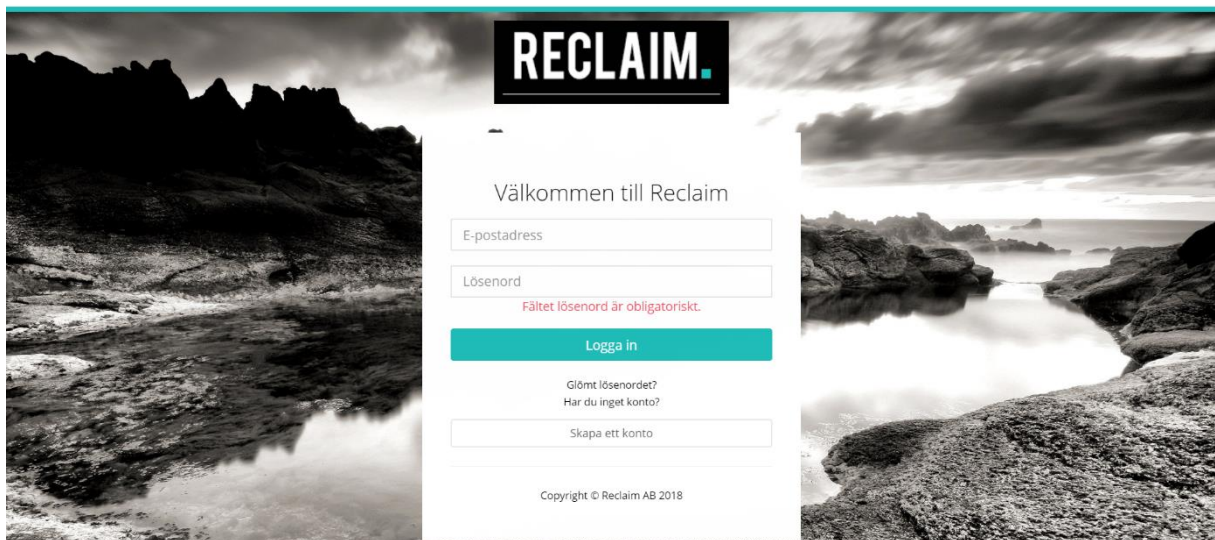 RECLAIM.
Välkommen till Reclaim
E-postadress
Lösenord
Fältet lösenord är obligatoriskt.
Logga in
Glömt lösenordet?
Har du inget konto?
Skapa ett konto
Copyright © Reclaim AB 2018